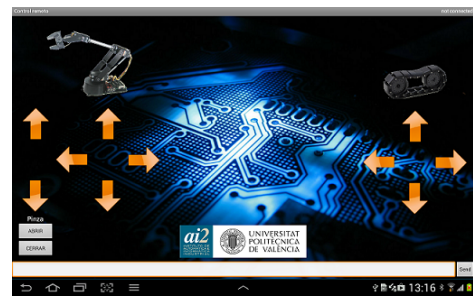 Control remoto
not connected
Pinza
ABRIR
CERRAR
ai2
UNIVERSITAT
POLITÈCNICA
DE VALÈNCIA
Send
13:16